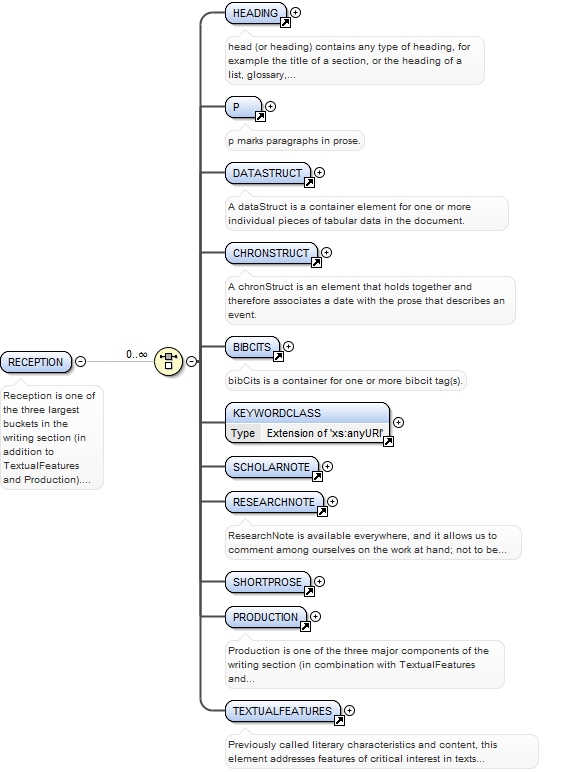 HEADING
head (or heading) contains any type of heading, for
example the title of a section, or the heading of a
list, glossary,...
P
p marks paragraphs in prose.
DATASTRUCT
A dataStruct is a container element for one or more
individual pieces of tabular data in the document.
CHRONSTRUCT
A chronStruct is an element that holds together and
therefore associates a date with the prose that describes an
event.
BIBCITS
bibCits is a container for one or more bibcit tag(s).
RECEPTION
0..∞
Reception is one of
the three largest
buckets in the
writing section (in
addition to
TextualFeatures
and Production)....
KEYWORDCLASS
Type Extension of 'xs:anyURI'
SCHOLARNOTE
RESEARCHNOTE
ResearchNote is available everywhere, and it allows us to
comment among ourselves on the work at hand; not to be...
SHORTPROSE
PRODUCTION
Production is one of the three major components of the
writing section (in combination with TextualFeatures
and...
TEXTUALFEATURES
Previously called literary characteristics and content, this
element addresses features of critical interest in texts...